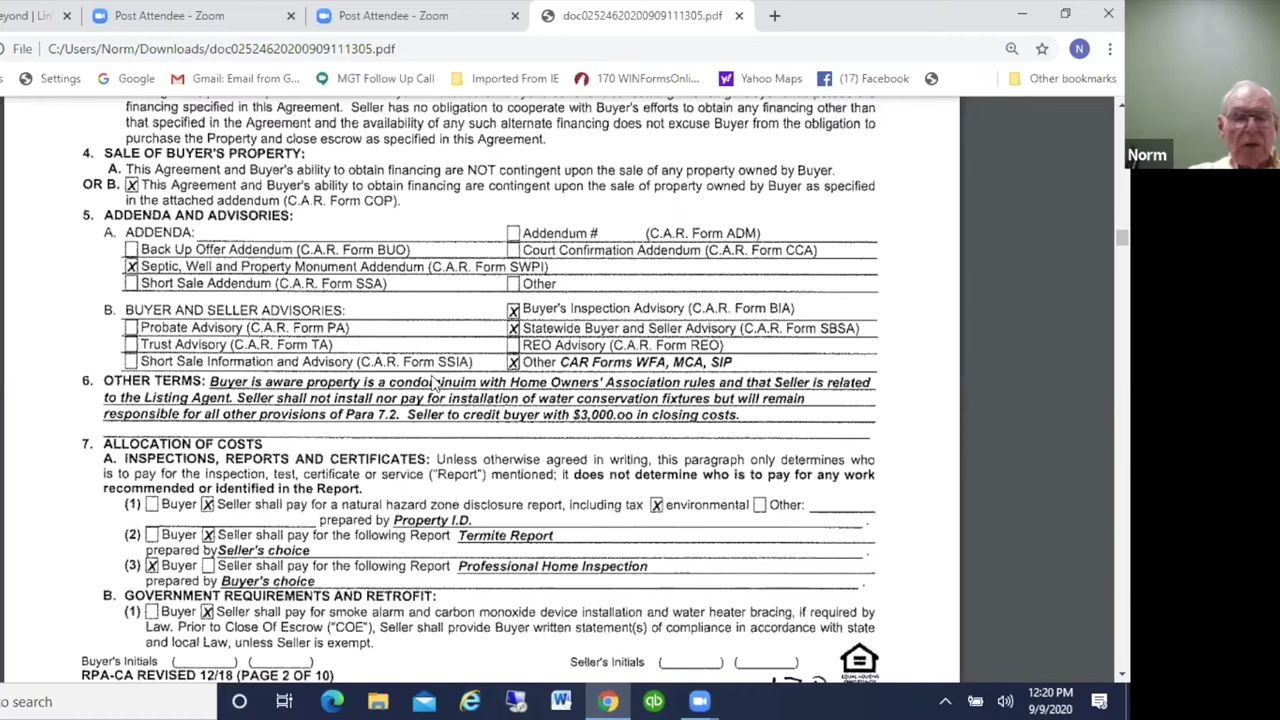 eyond | Lin
Post Attendee - Zoom
Post Attendee - Zoom
doc02524620200909111305.pdf
File C:/Users/Norm/Downloads/doc02524620200909111305.pdf
N
Settings
Google
Gmail: Email from G...
MGT Follow Up Call
Imported From IE
170 WINFormsOnli...
Yahoo Maps
(17) Facebook
Other bookmarks
financing specified in this Agreement. Seller has no obligation to cooperate with Buyer's efforts to obtain any financing other than
that specified in the Agreement and the availability of any such alternate financing does not excuse Buyer from the obligation to
purchase the Property and close escrow as specified in this Agreement.
4. SALE OF BUYER'S PROPERTY:
A. This Agreement and Buyer's ability to obtain financing are NOT contingent upon the sale of any property owned by Buyer.
OR B. X This Agreement and Buyer's ability to obtain financing are contingent upon the sale of property owned by Buyer as specified
in the attached addendum (C.A.R. Form COP).
5. ADDENDA AND ADVISORIES:
A. ADDENDA: Addendum # (C.A.R. Form ADM)
Back Up Offer Addendum (C.A.R. Form BUO) Court Confirmation Addendum (C.A.R. Form CCA)
X Septic, Well and Property Monument Addendum (C.A.R. Form SWPI)
Short Sale Addendum (C.A.R. Form SSA) Other
B. BUYER AND SELLER ADVISORIES: X Buyer's Inspection Advisory (C.A.R. Form BIA)
Probate Advisory (C.A.R. Form PA) X Statewide Buyer and Seller Advisory (C.A.R. Form SBSA)
Trust Advisory (C.A.R. Form TA) REO Advisory (C.A.R. Form REO)
Short Sale Information and Advisory (C.A.R. Form SSIA) X Other CAR Forms WFA, MCA, SIP
6. OTHER TERMS: Buyer is aware property is a condominuim with Home Owners' Association rules and that Seller is related
to the Listing Agent. Seller shall not install nor pay for installation of water conservation fixtures but will remain
responsible for all other provisions of Para 7.2. Seller to credit buyer with $3,000.oo in closing costs.
7. ALLOCATION OF COSTS
A. INSPECTIONS, REPORTS AND CERTIFICATES: Unless otherwise agreed in writing, this paragraph only determines who
is to pay for the inspection, test, certificate or service ("Report") mentioned; it does not determine who is to pay for any work
recommended or identified in the Report.
(1) Buyer X Seller shall pay for a natural hazard zone disclosure report, including tax X environmental Other:
prepared by Property I.D.
(2) Buyer X Seller shall pay for the following Report Termite Report
prepared by Seller's choice
(3) X Buyer Seller shall pay for the following Report Professional Home Inspection
prepared by Buyer's choice
B. GOVERNMENT REQUIREMENTS AND RETROFIT:
(1) Buyer X Seller shall pay for smoke alarm and carbon monoxide device installation and water heater bracing, if required by
Law. Prior to Close Of Escrow ("COE"), Seller shall provide Buyer written statement(s) of compliance in accordance with state
and local Law, unless Seller is exempt.
Buyer's Initials ( ) ( ) Seller's Initials ( ) ( )
RPA-CA REVISED 12/18 (PAGE 2 OF 10)
Norm
to search
12:20 PM
9/9/2020